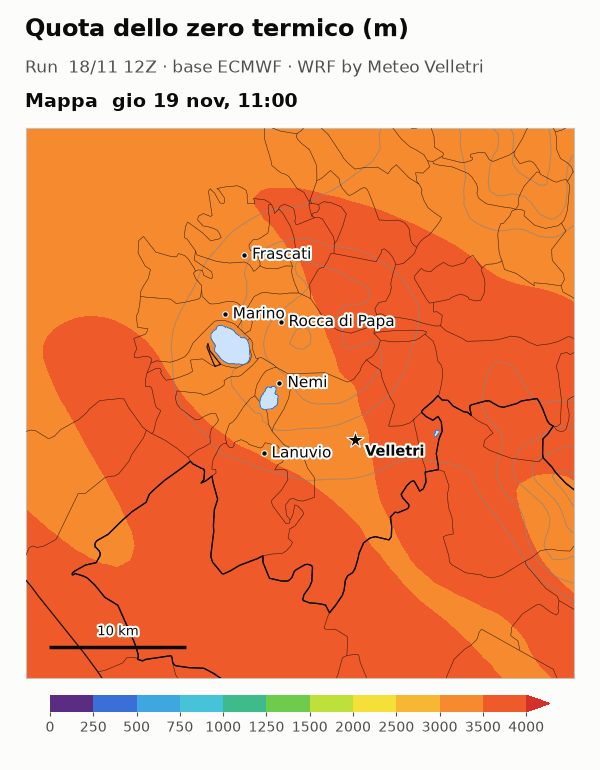 Quota dello zero termico (m)
Run  18/11 12Z · base ECMWF · WRF by Meteo Velletri
Mappa  gio 19 nov, 11:00
Frascati
Marino
Rocca di Papa
Nemi
Velletri
Lanuvio
10 km
0 250 500 750 1000 1250 1500 2000 2500 3000 3500 4000